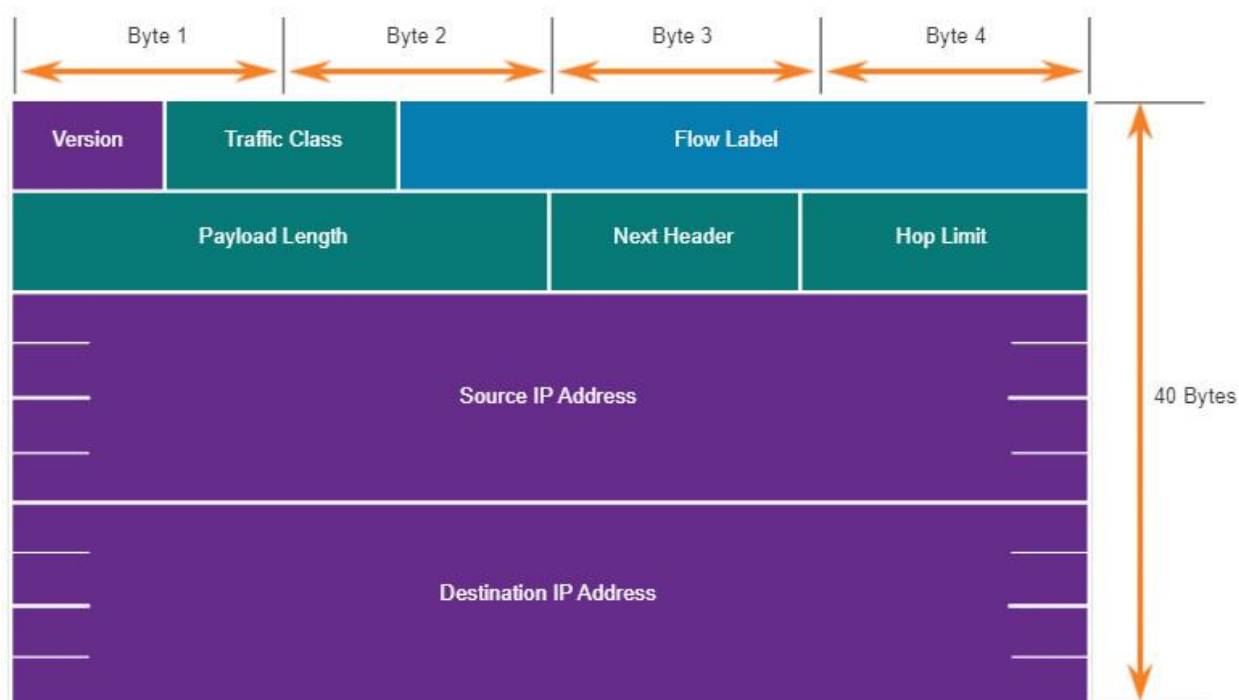 Byte 1 Byte 2 Byte 3 Byte 4
Version Traffic Class Flow Label
Payload Length Next Header Hop Limit
Source IP Address
40 Bytes
Destination IP Address